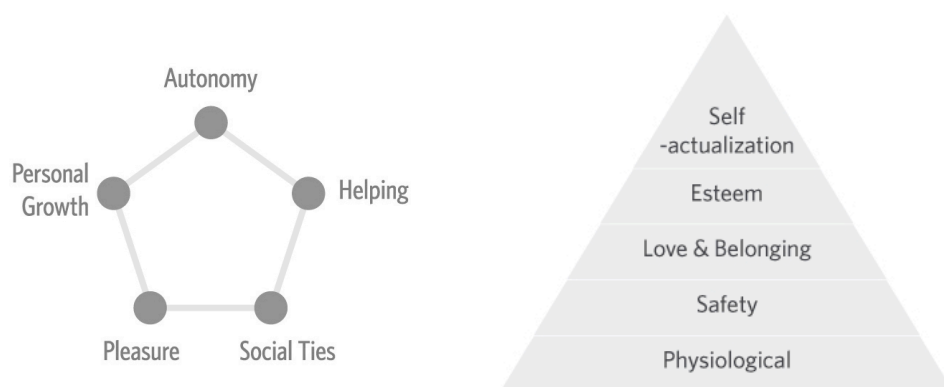 Autonomy
Personal
Growth
Helping
Pleasure
Social Ties
Self
-actualization
Esteem
Love & Belonging
Safety
Physiological